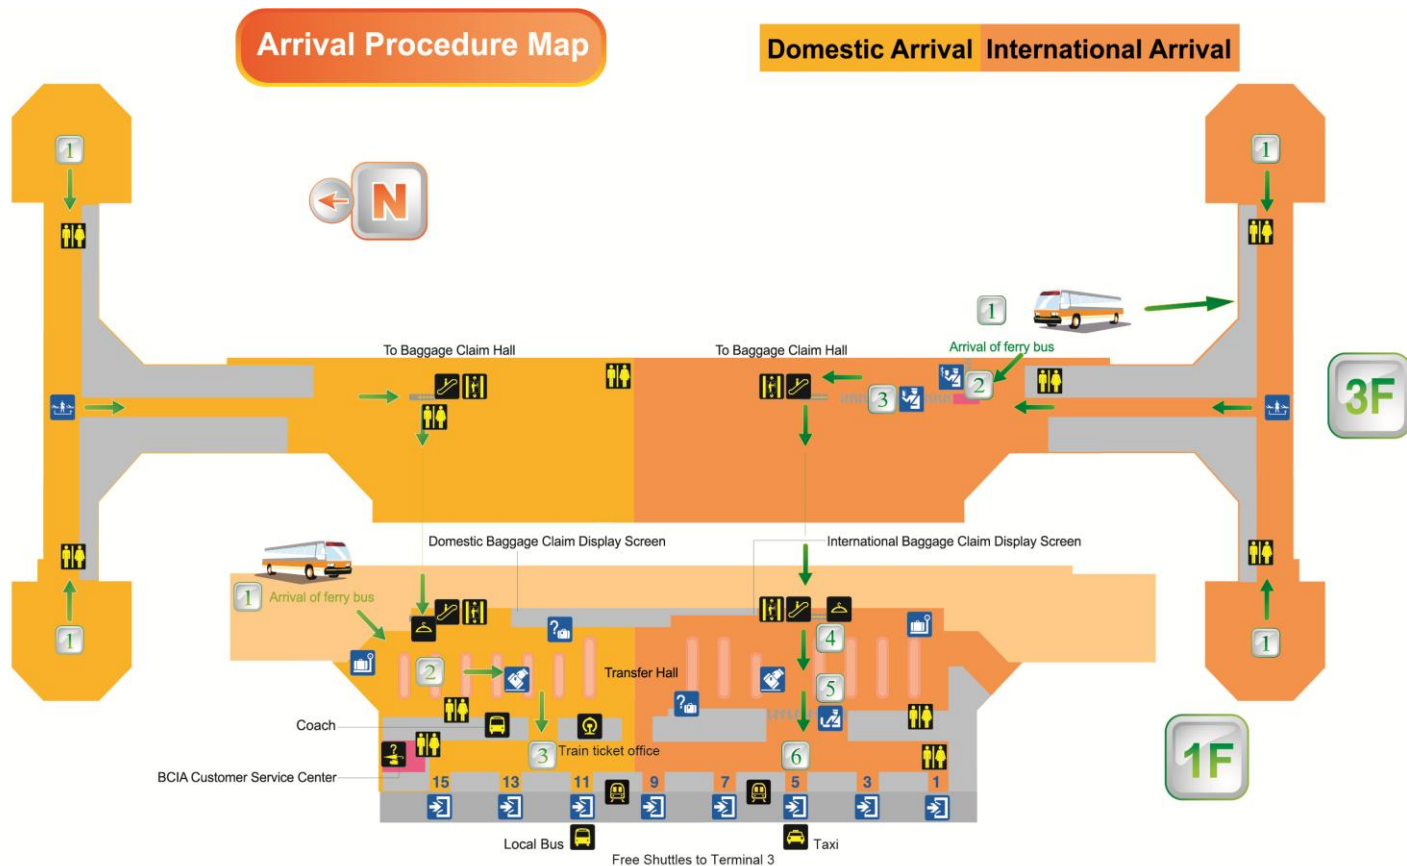 Arrival Procedure Map
Domestic Arrival International Arrival
1
1
N
1
To Baggage Claim Hall
To Baggage Claim Hall
Arrival of ferry bus
2
3
3F
Domestic Baggage Claim Display Screen
International Baggage Claim Display Screen
1
Arrival of ferry bus
1
4
1
2
Transfer Hall
5
Coach
3
Train ticket office
6
1F
BCIA Customer Service Center
15
13
11
9
7
5
3
1
Local Bus
Taxi
Free Shuttles to Terminal 3